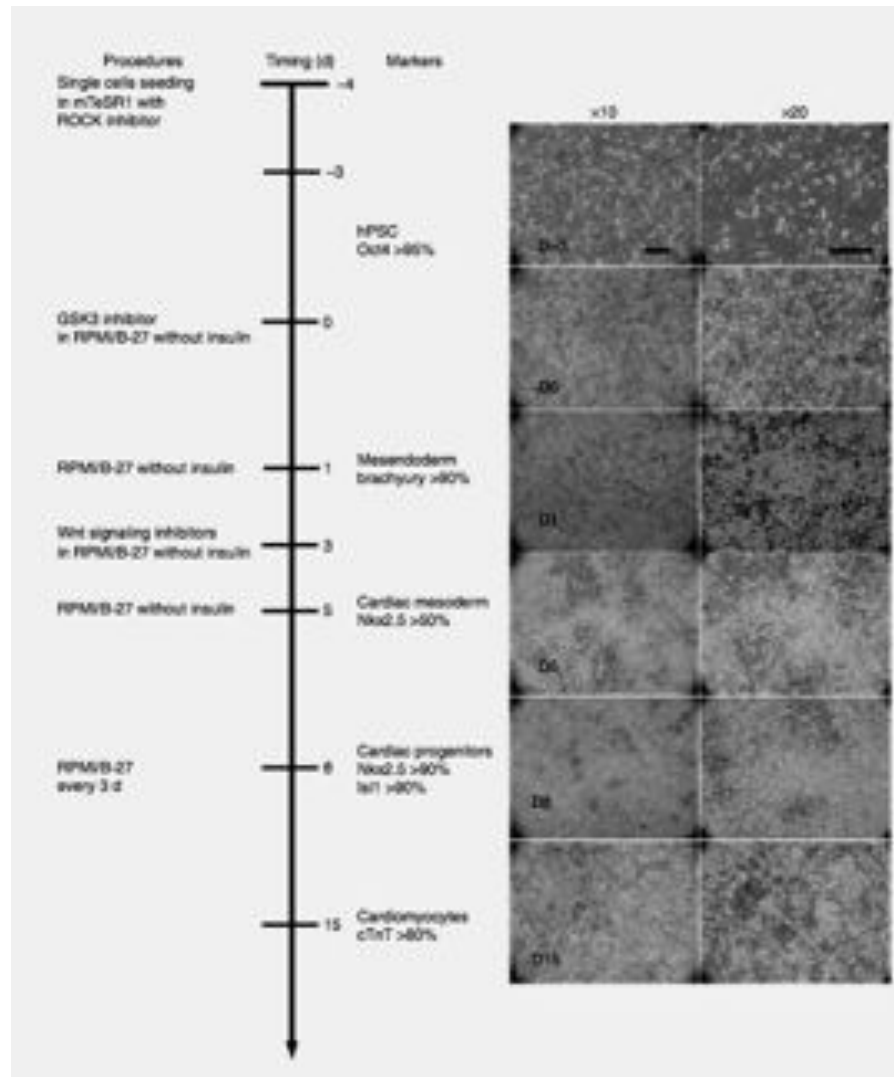 Procedures
Timing (d)
Markers
Single cells seeding
in mTeSR1 with
ROCK inhibitor
–4
–3
hPSC
Oct4 >95%
GSK3 inhibitor
in RPMI/B-27 without insulin
0
RPMI/B-27 without insulin
1
Mesendoderm
brachyury >90%
Wnt signaling inhibitors
in RPMI/B-27 without insulin
3
RPMI/B-27 without insulin
5
Cardiac mesoderm
Nkx2.5 >50%
RPMI/B-27
every 3 d
8
Cardiac progenitors
Nkx2.5 >90%
Isl1 >90%
15
Cardiomyocytes
cTnT >80%
×10
×20
D–3
D0
D1
D5
D8
D15